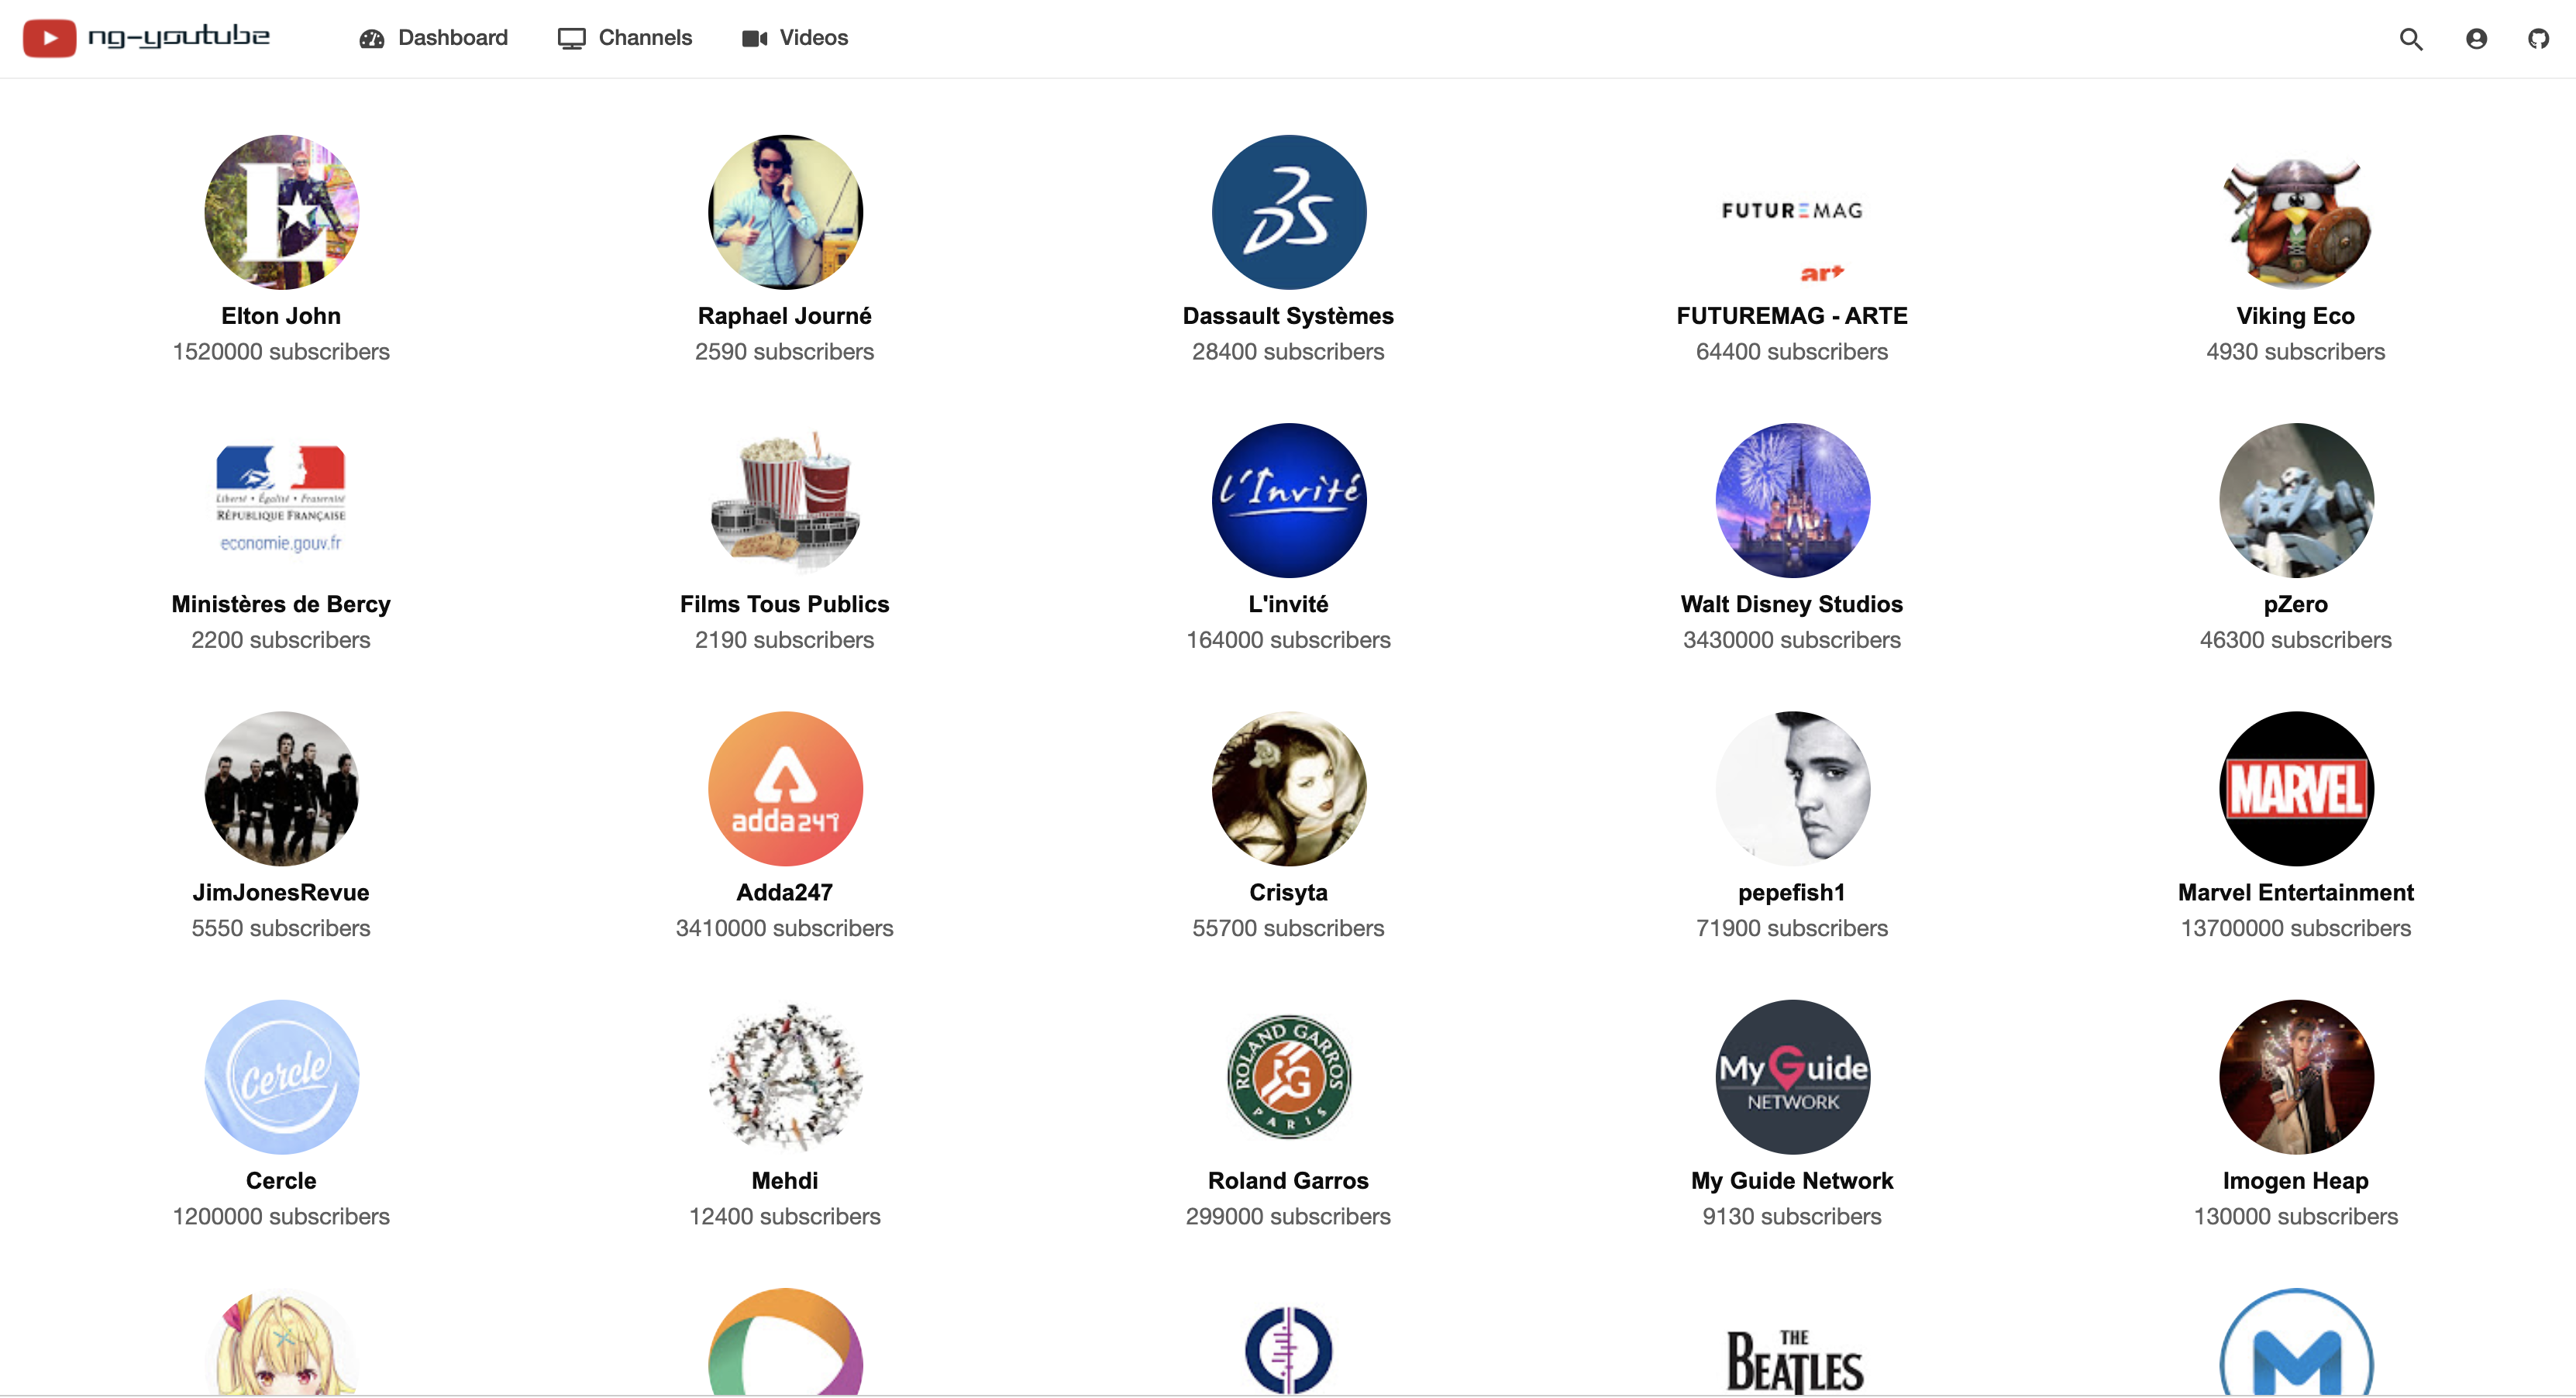 ng-youtube
Dashboard
Channels
Videos
FUTUREMAG
arte
Elton John
Raphael Journé
Dassault Systèmes
FUTUREMAG - ARTE
Viking Eco
1520000 subscribers
2590 subscribers
28400 subscribers
64400 subscribers
4930 subscribers
Liberté • Égalité • Fraternité
RÉPUBLIQUE FRANÇAISE
economie.gouv.fr
L'Invité
Ministères de Bercy
Films Tous Publics
L'invité
Walt Disney Studios
pZero
2200 subscribers
2190 subscribers
164000 subscribers
3430000 subscribers
46300 subscribers
adda247
MARVEL
JimJonesRevue
Adda247
Crisyta
pepefish1
Marvel Entertainment
5550 subscribers
3410000 subscribers
55700 subscribers
71900 subscribers
13700000 subscribers
Cercle
ROLAND GARROS
RG
PARIS
My Guide
NETWORK
Cercle
Mehdi
Roland Garros
My Guide Network
Imogen Heap
1200000 subscribers
12400 subscribers
299000 subscribers
9130 subscribers
130000 subscribers
THE
BEATLES
M